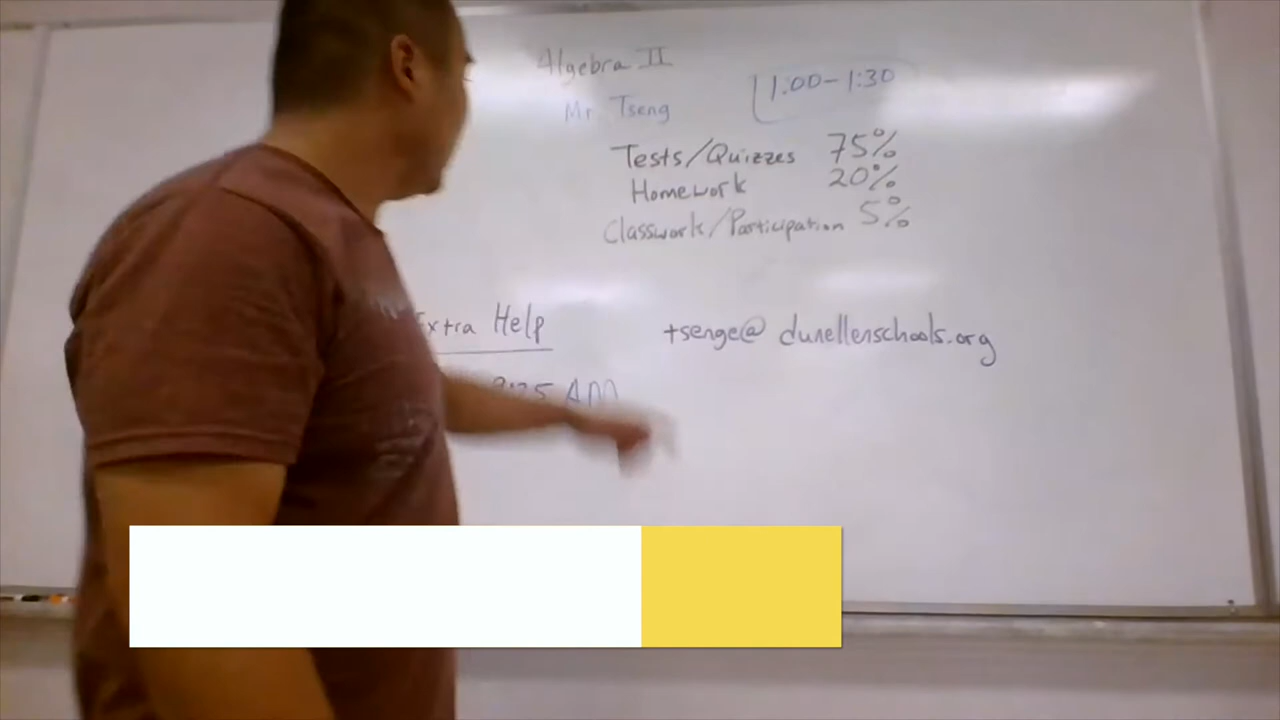 Algebra II
Mr. Tseng
1:00-1:30
Tests/Quizzes 75%
Homework 20%
Classwork/Participation 5%
Extra Help
tsenge@dunellenschools.org
AM